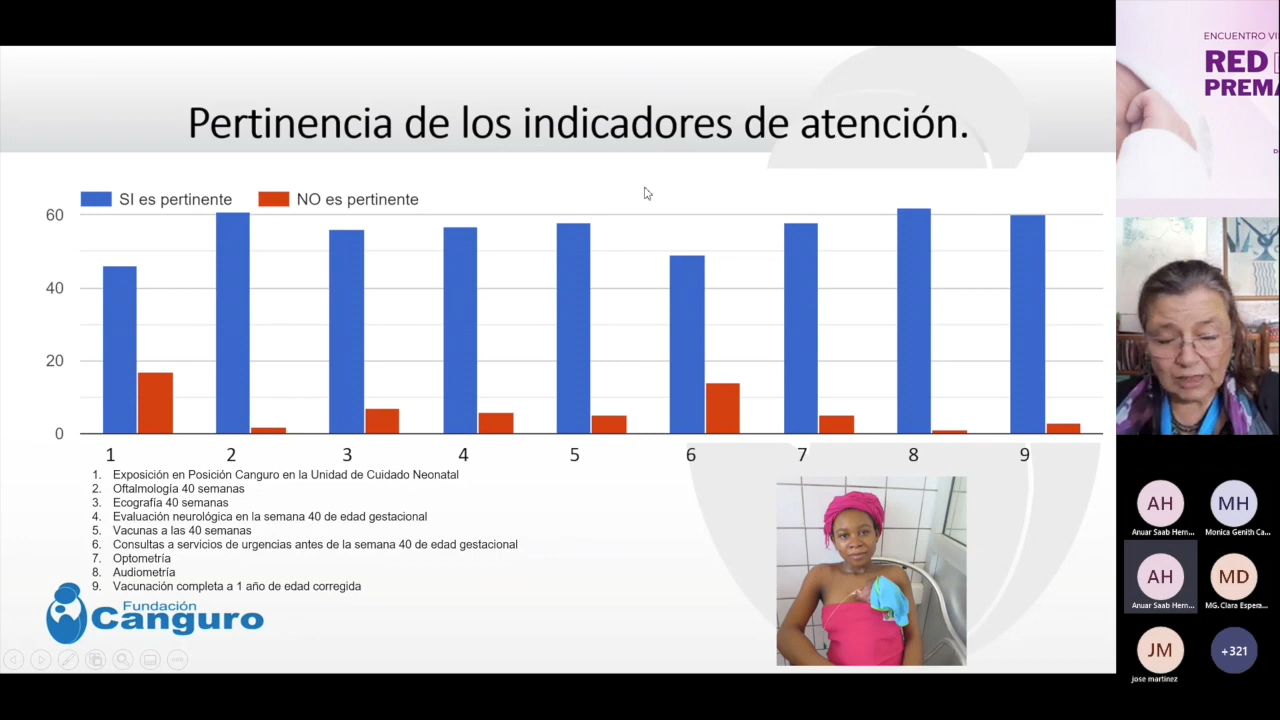 Pertinencia de los indicadores de atención.
SI es pertinente
NO es pertinente
60
40
20
0
1 2 3 4 5 6 7 8 9
1. Exposición en Posición Canguro en la Unidad de Cuidado Neonatal
2. Oftalmología 40 semanas
3. Ecografía 40 semanas
4. Evaluación neurológica en la semana 40 de edad gestacional
5. Vacunas a las 40 semanas
6. Consultas a servicios de urgencias antes de la semana 40 de edad gestacional
7. Optometría
8. Audiometría
9. Vacunación completa a 1 año de edad corregida
Fundación
Canguro
ENCUENTRO VI
RED
PREMA
AH
Anuar Saab Hern...
MH
Monica Genith Ca...
AH
Anuar Saab Hern...
MD
MG. Clara Espera...
JM
jose martinez
+321